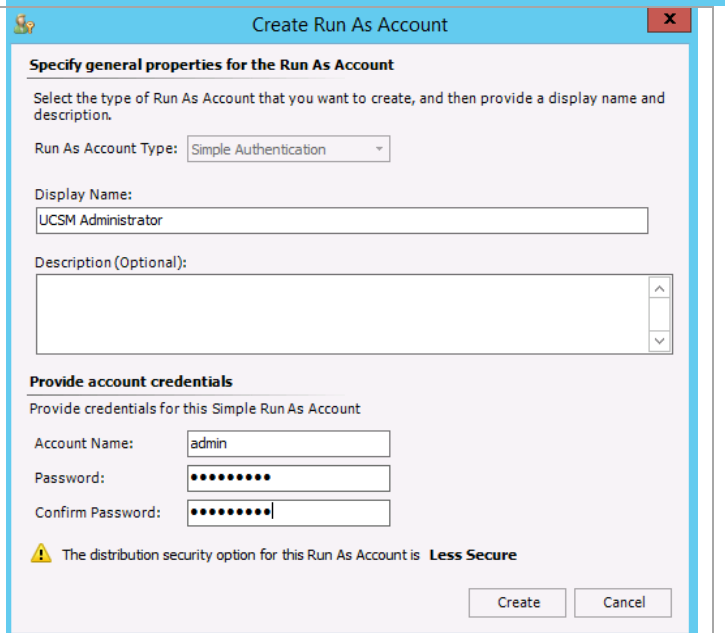 Create Run As Account
x
Specify general properties for the Run As Account
Select the type of Run As Account that you want to create, and then provide a display name and
description.
Run As Account Type: Simple Authentication
Display Name:
UCSM Administrator
Description (Optional):
Provide account credentials
Provide credentials for this Simple Run As Account
Account Name: admin
Password: •••••••••
Confirm Password: •••••••••
The distribution security option for this Run As Account is Less Secure
Create Cancel